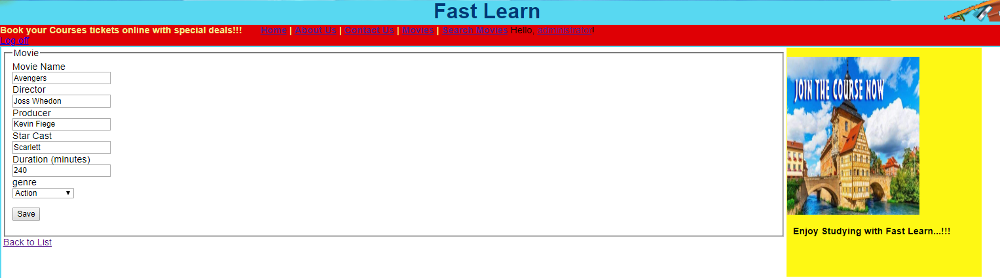 Fast Learn
Book your Courses tickets online with special deals!!! Home | About Us | Contact Us | Movies | Search Movies Hello, administrator!
Log off
Movie
Movie Name
Avengers
Director
Joss Whedon
Producer
Kevin Fiege
Star Cast
Scarlett
Duration (minutes)
240
genre
Action
Save
Back to List
JOIN THE COURSE NOW
Enjoy Studying with Fast Learn...!!!